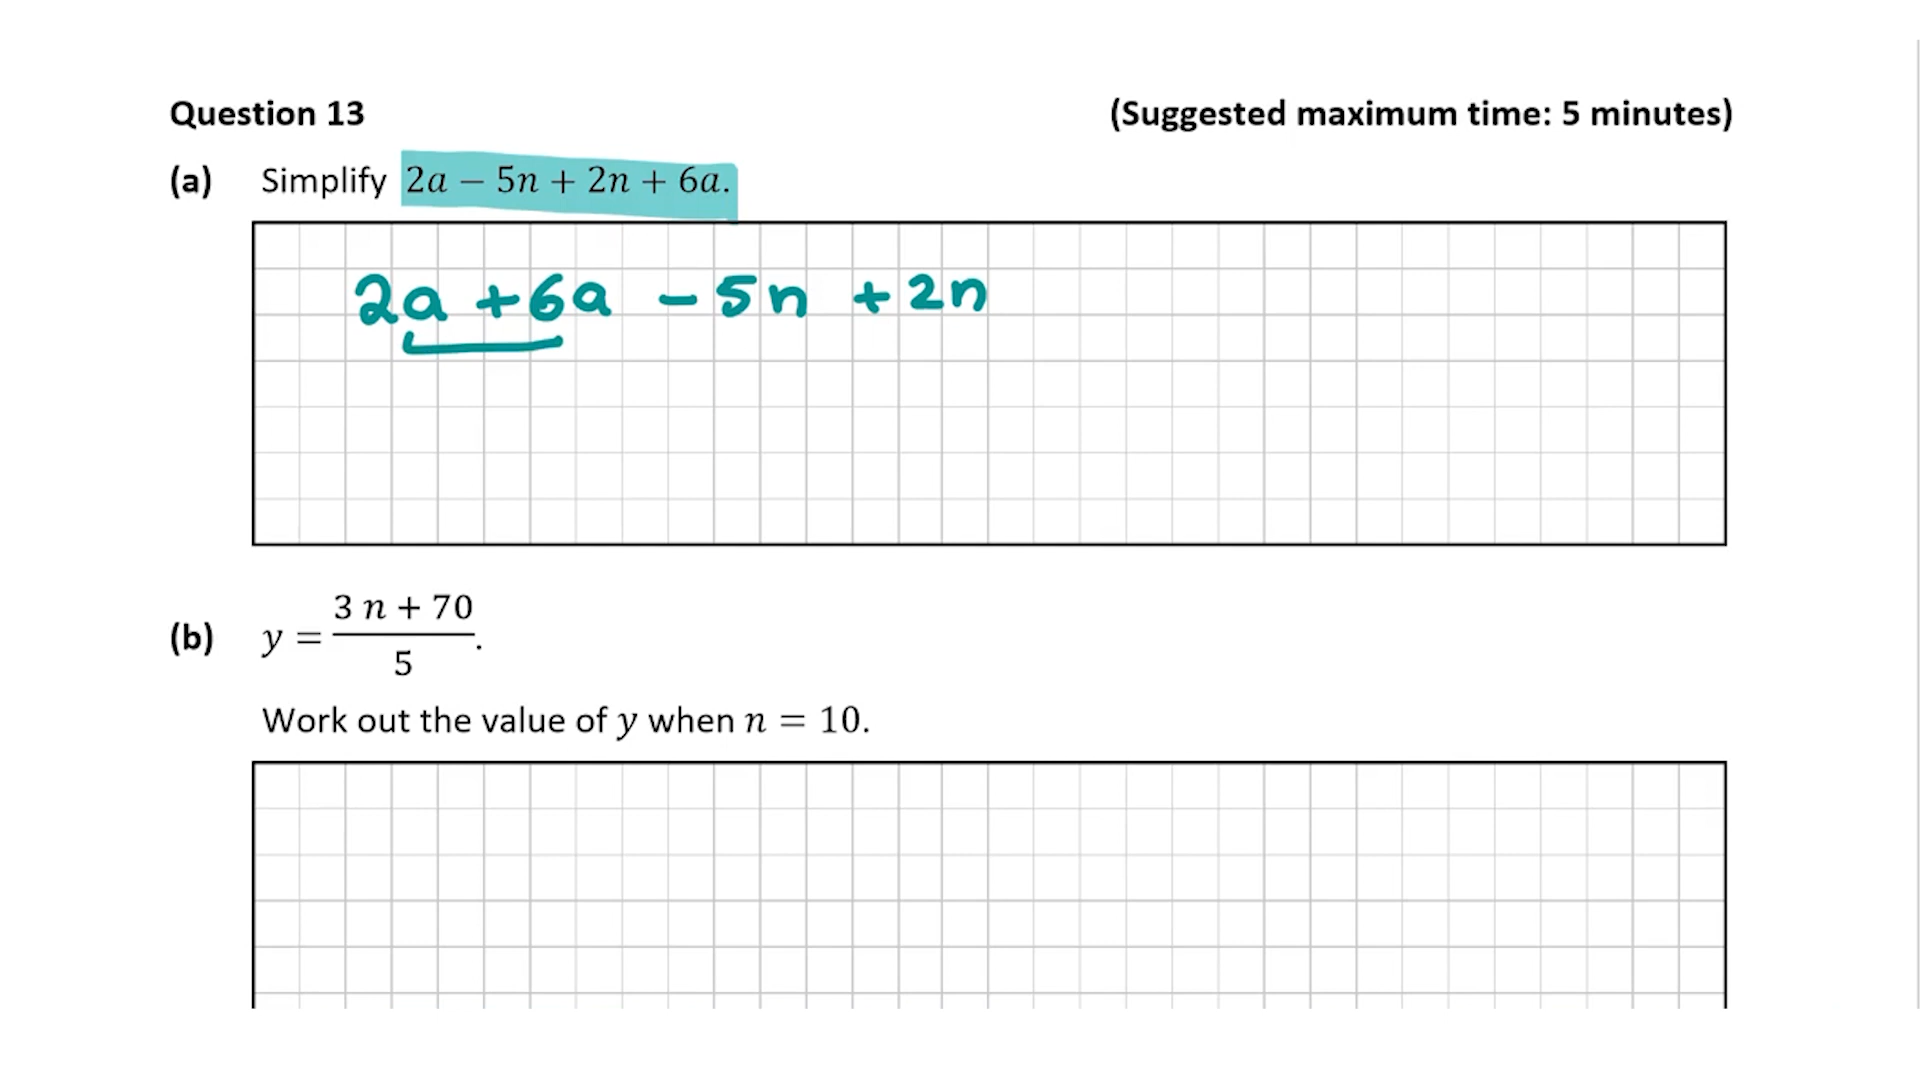 Question 13 (Suggested maximum time: 5 minutes)
(a) Simplify 2a − 5n + 2n + 6a.
2a + 6a − 5n + 2n
(b) y = 3 n + 70
5 .
Work out the value of y when n = 10.